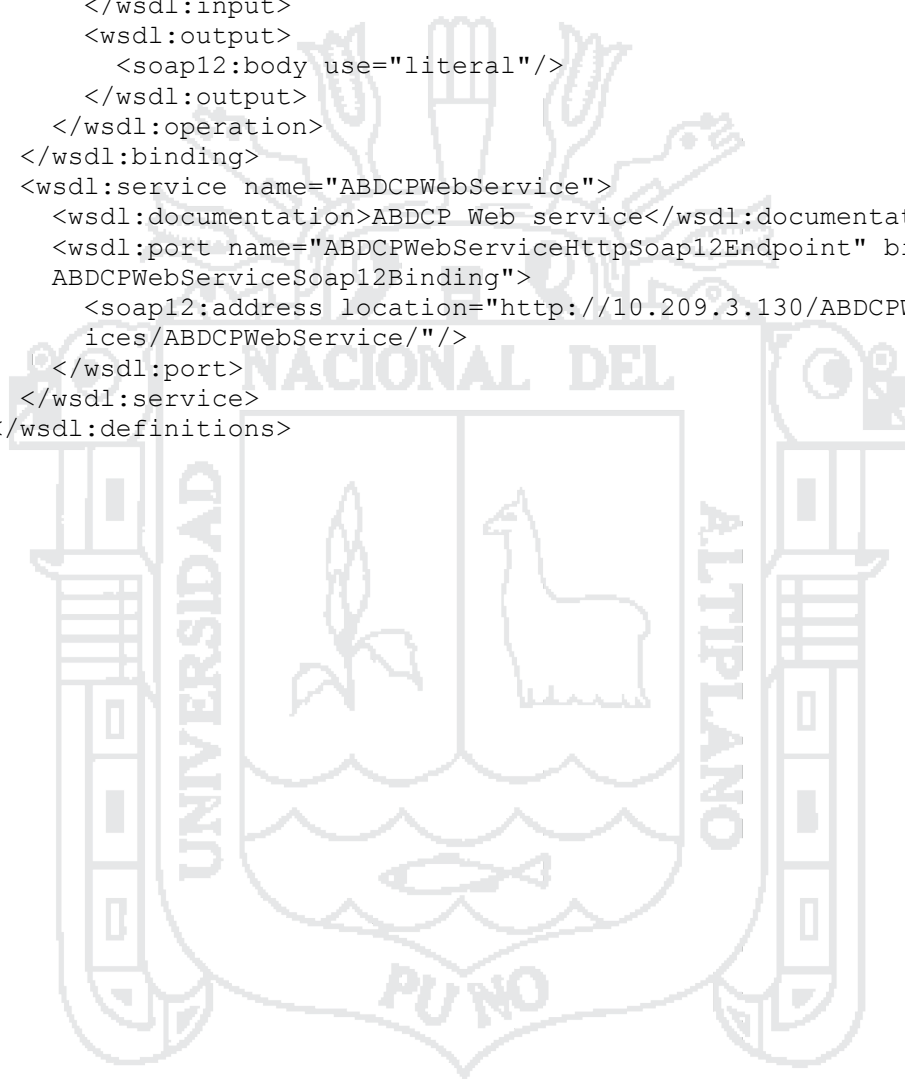 </wsdl:input>
<wsdl:output>
<soap12:body use="literal"/>
</wsdl:output>
</wsdl:operation>
</wsdl:binding>
<wsdl:service name="ABDCPWebService">
<wsdl:documentation>ABDCP Web service</wsdl:documentat
<wsdl:port name="ABDCPWebServiceHttpSoap12Endpoint" bi
ABDCPWebServiceSoap12Binding">
<soap12:address location="http://10.209.3.130/ABDCPW
ices/ABDCPWebService/"/>
</wsdl:port>
</wsdl:service>
/wsdl:definitions>
NACIONAL DEL
UNIVERSIDAD
ALTIPLANO
PUNO